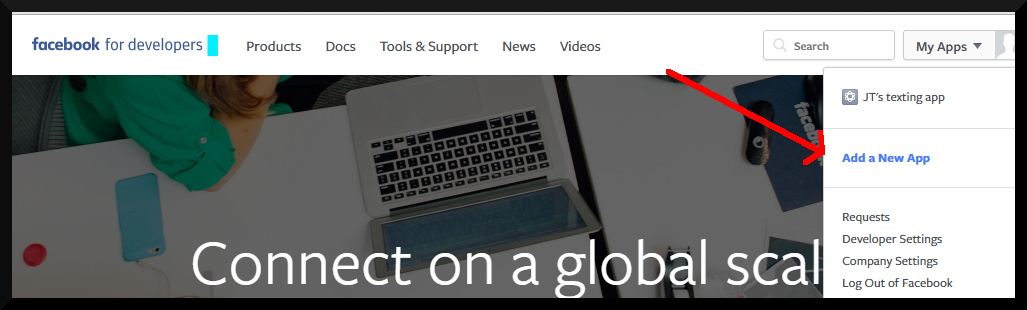 facebook for developers Products Docs Tools & Support News Videos Search My Apps
JT's texting app
facebook
Add a New App
Requests
Developer Settings
Company Settings
Connect on a global scal
Log Out of Facebook